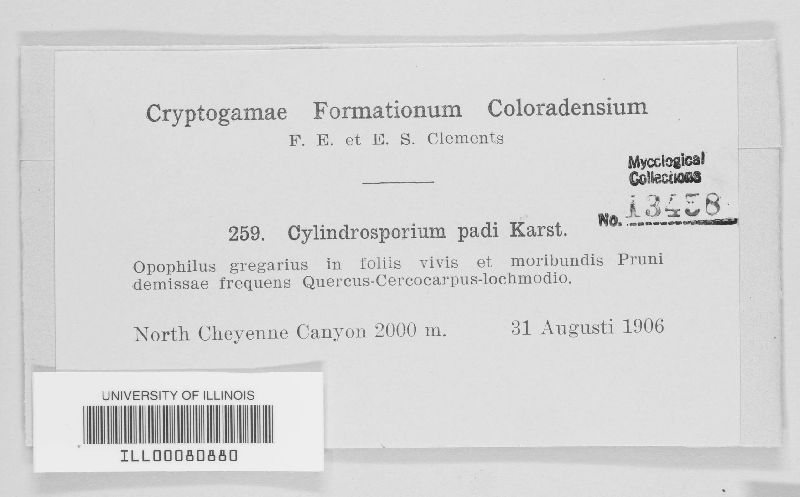 Cryptogamae Formationum Coloradensium
F. E. et E. S. Clements
Mycological
Collections
No. 13458
259. Cylindrosporium padi Karst.
Opophilus gregarius in foliis vivis et moribundis Pruni
demissae frequens Quercus-Cercocarpus-lochmodio.
North Cheyenne Canyon 2000 m. 31 Augusti 1906
UNIVERSITY OF ILLINOIS
ILL00080880